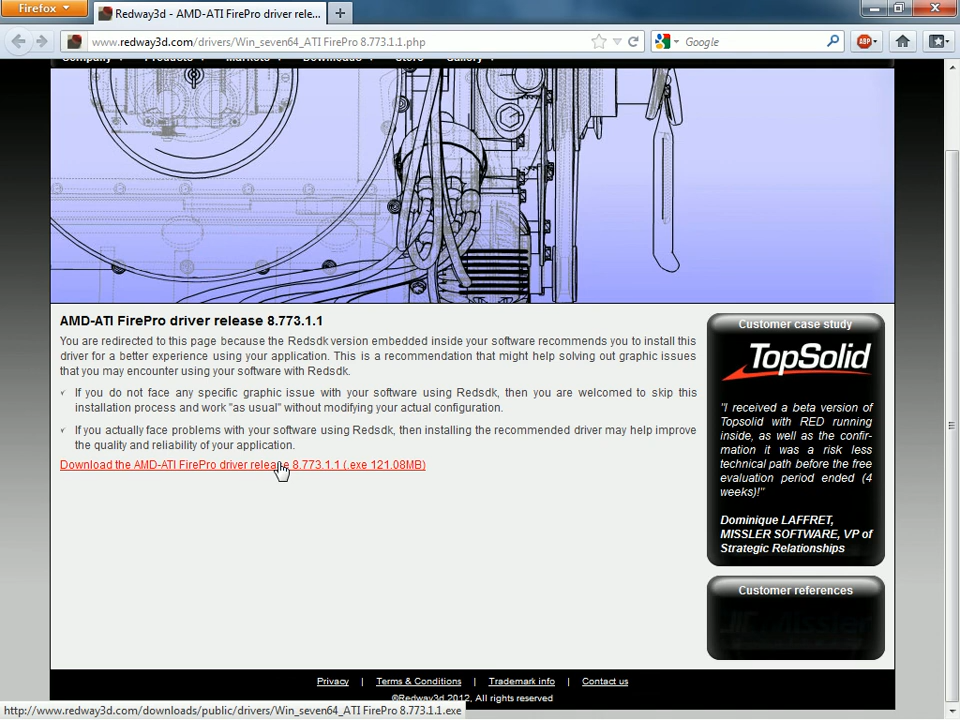 Firefox
Redway3d - AMD-ATI FirePro driver rele...
www.redway3d.com/drivers/Win_seven64_ATI FirePro 8.773.1.1.php
Google
ABP
Company Products Markets Downloads Store Gallery
AMD-ATI FirePro driver release 8.773.1.1
You are redirected to this page because the Redsdk version embedded inside your software recommends you to install this
driver for a better experience using your application. This is a recommendation that might help solving out graphic issues
that you may encounter using your software with Redsdk.
If you do not face any specific graphic issue with your software using Redsdk, then you are welcomed to skip this
installation process and work "as usual" without modifying your actual configuration.
If you actually face problems with your software using Redsdk, then installing the recommended driver may help improve
the quality and reliability of your application.
Download the AMD-ATI FirePro driver release 8.773.1.1 (.exe 121.08MB)
Customer case study
TopSolid
"I received a beta version of
Topsolid with RED running
inside, as well as the confir-
mation it was a risk less
technical path before the free
evaluation period ended (4
weeks)!"
Dominique LAFFRET,
MISSLER SOFTWARE, VP of
Strategic Relationships
Customer references
Missler
Privacy | Terms & Conditions | Trademark info | Contact us
©Redway3d 2012, All rights reserved
http://www.redway3d.com/downloads/public/drivers/Win_seven64_ATI FirePro 8.773.1.1.exe